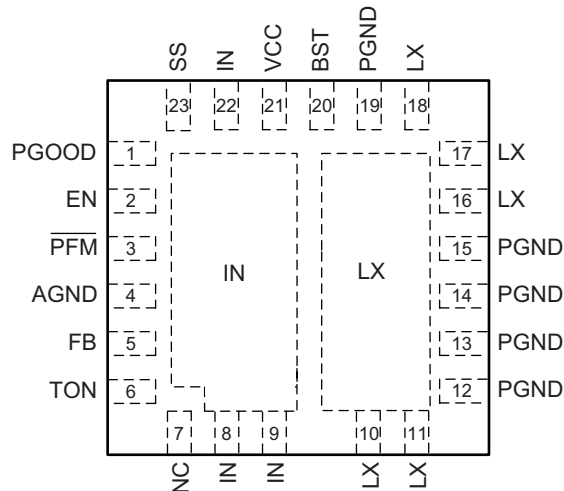 SS IN VCC BST PGND LX
23 22 21 20 19 18
PGOOD 1
EN 2
PFM 3
AGND 4
FB 5
TON 6
IN
LX
17 LX
16 LX
15 PGND
14 PGND
13 PGND
12 PGND
7 8 9 10 11
NC IN IN LX LX